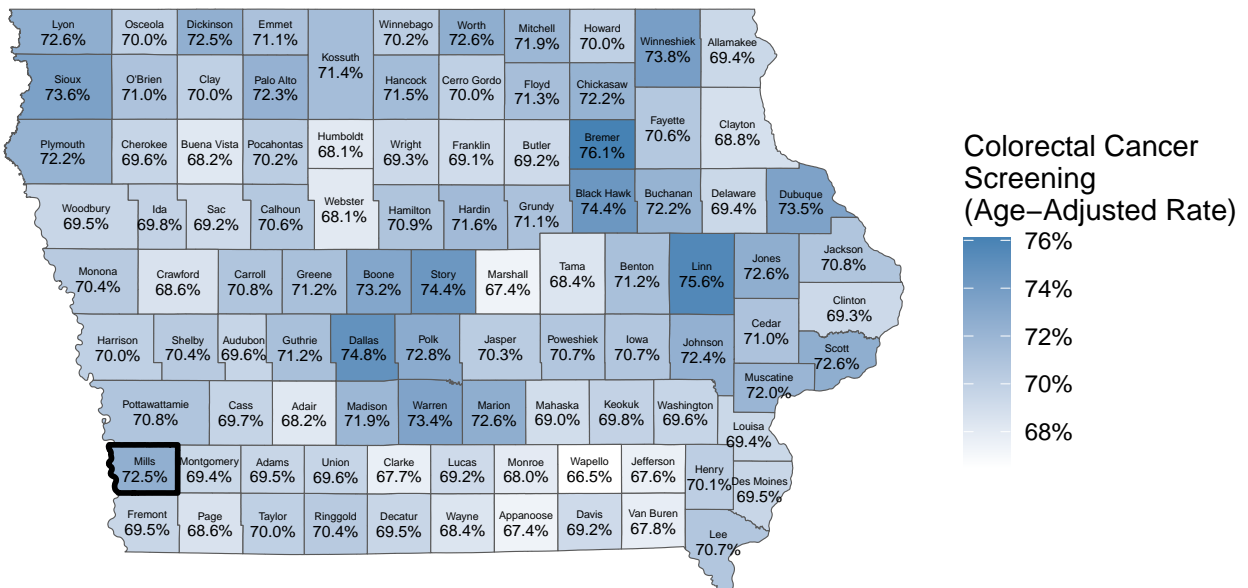 Lyon
72.6%
Osceola
70.0%
Dickinson
72.5%
Emmet
71.1%
Kossuth
71.4%
Winnebago
70.2%
Worth
72.6%
Mitchell
71.9%
Howard
70.0%
Winneshiek
73.8%
Allamakee
69.4%
Sioux
73.6%
O'Brien
71.0%
Clay
70.0%
Palo Alto
72.3%
Hancock
71.5%
Cerro Gordo
70.0%
Floyd
71.3%
Chickasaw
72.2%
Fayette
70.6%
Clayton
68.8%
Plymouth
72.2%
Cherokee
69.6%
Buena Vista
68.2%
Pocahontas
70.2%
Humboldt
68.1%
Wright
69.3%
Franklin
69.1%
Butler
69.2%
Bremer
76.1%
Woodbury
69.5%
Ida
69.8%
Sac
69.2%
Calhoun
70.6%
Webster
68.1%
Hamilton
70.9%
Hardin
71.6%
Grundy
71.1%
Black Hawk
74.4%
Buchanan
72.2%
Delaware
69.4%
Dubuque
73.5%
Monona
70.4%
Crawford
68.6%
Carroll
70.8%
Greene
71.2%
Boone
73.2%
Story
74.4%
Marshall
67.4%
Tama
68.4%
Benton
71.2%
Linn
75.6%
Jones
72.6%
Jackson
70.8%
Clinton
69.3%
Harrison
70.0%
Shelby
70.4%
Audubon
69.6%
Guthrie
71.2%
Dallas
74.8%
Polk
72.8%
Jasper
70.3%
Poweshiek
70.7%
Iowa
70.7%
Johnson
72.4%
Cedar
71.0%
Scott
72.6%
Muscatine
72.0%
Pottawattamie
70.8%
Cass
69.7%
Adair
68.2%
Madison
71.9%
Warren
73.4%
Marion
72.6%
Mahaska
69.0%
Keokuk
69.8%
Washington
69.6%
Louisa
69.4%
Mills
72.5%
Montgomery
69.4%
Adams
69.5%
Union
69.6%
Clarke
67.7%
Lucas
69.2%
Monroe
68.0%
Wapello
66.5%
Jefferson
67.6%
Henry
70.1%
Des Moines
69.5%
Fremont
69.5%
Page
68.6%
Taylor
70.0%
Ringgold
70.4%
Decatur
69.5%
Wayne
68.4%
Appanoose
67.4%
Davis
69.2%
Van Buren
67.8%
Lee
70.7%
Colorectal Cancer
Screening
(Age−Adjusted Rate)
76%
74%
72%
70%
68%